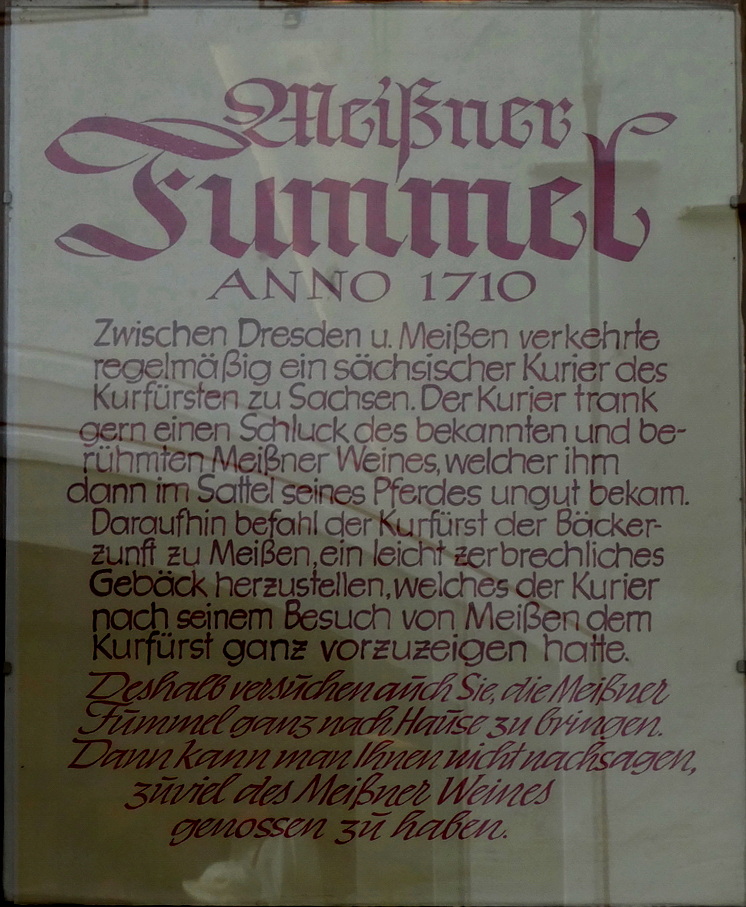 Meißner
Fummel
ANNO 1710
Zwischen Dresden u. Meißen verkehrte
regelmäßig ein sächsischer Kurier des
Kurfürsten zu Sachsen. Der Kurier trank
gern einen Schluck des bekannten und be-
rühmten Meißner Weines, welcher ihm
dann im Sattel seines Pferdes ungut bekam.
Daraufhin befahl der Kurfürst der Bäcker-
zunft zu Meißen, ein leicht zerbrechliches
Gebäck herzustellen, welches der Kurier
nach seinem Besuch von Meißen dem
Kurfürst ganz vorzuzeigen hatte.
Deshalb versuchen auch Sie, die Meißner
Fummel ganz nach Hause zu bringen.
Dann kann man Ihnen nicht nachsagen,
zuviel des Meißner Weines
genossen zu haben.